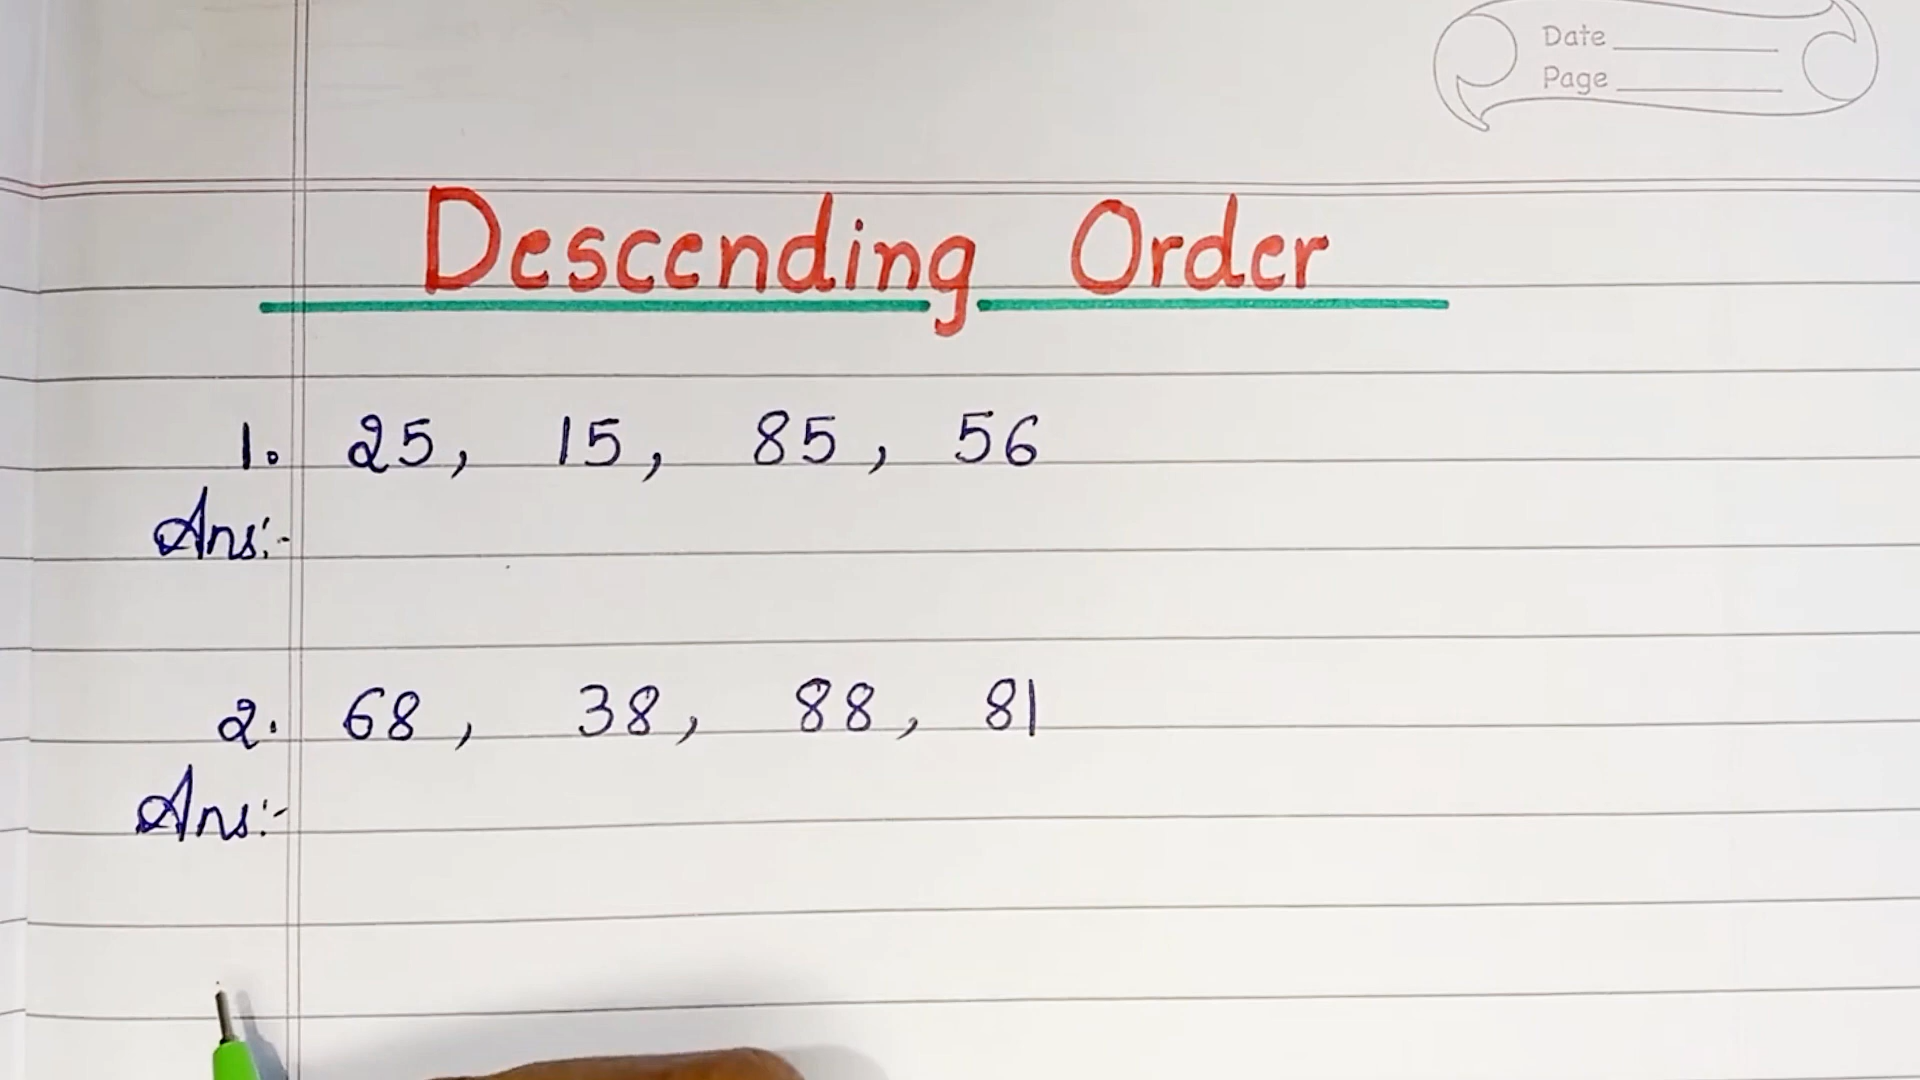 Date
Page
Descending Order
1. 25, 15, 85, 56
Ans:-
2. 68, 38, 88, 81
Ans:-